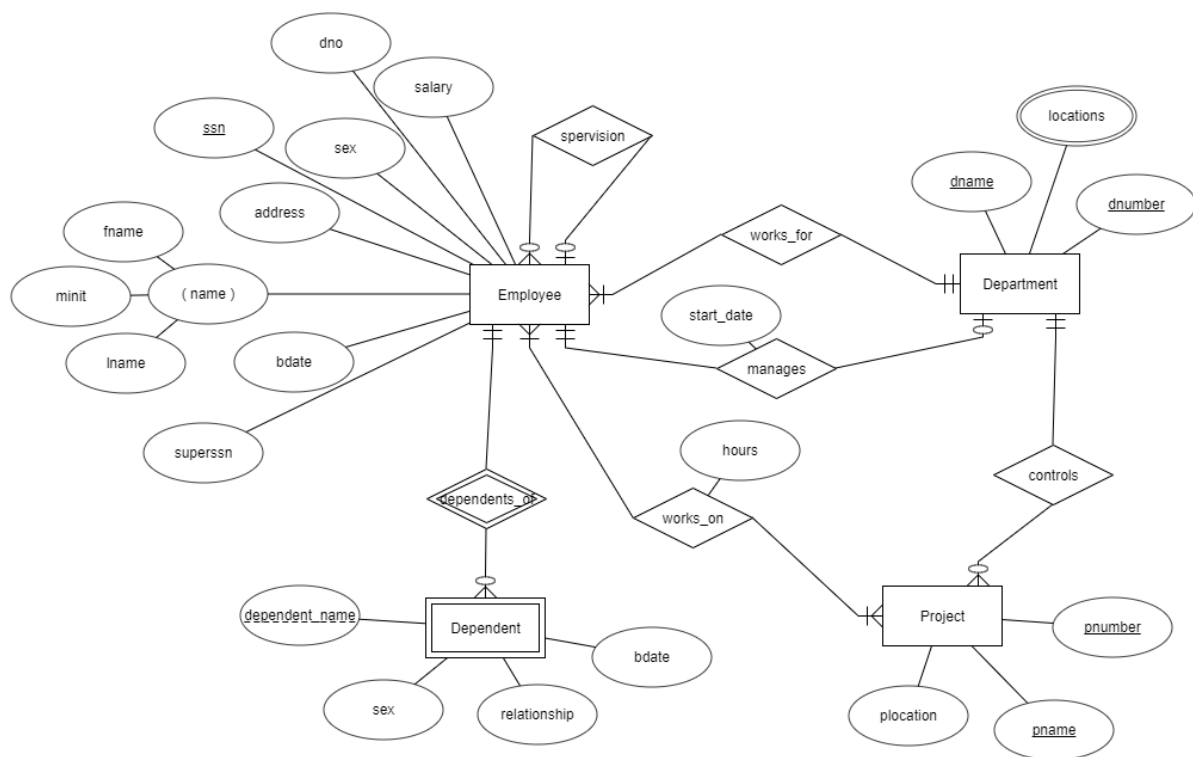 dno
salary
ssn
sex
spervision
locations
dname
dnumber
address
fname
works_for
minit
( name )
Employee
Department
start_date
lname
bdate
manages
superssn
hours
controls
dependents_of
works_on
dependent_name
Dependent
Project
pnumber
bdate
sex
relationship
plocation
pname